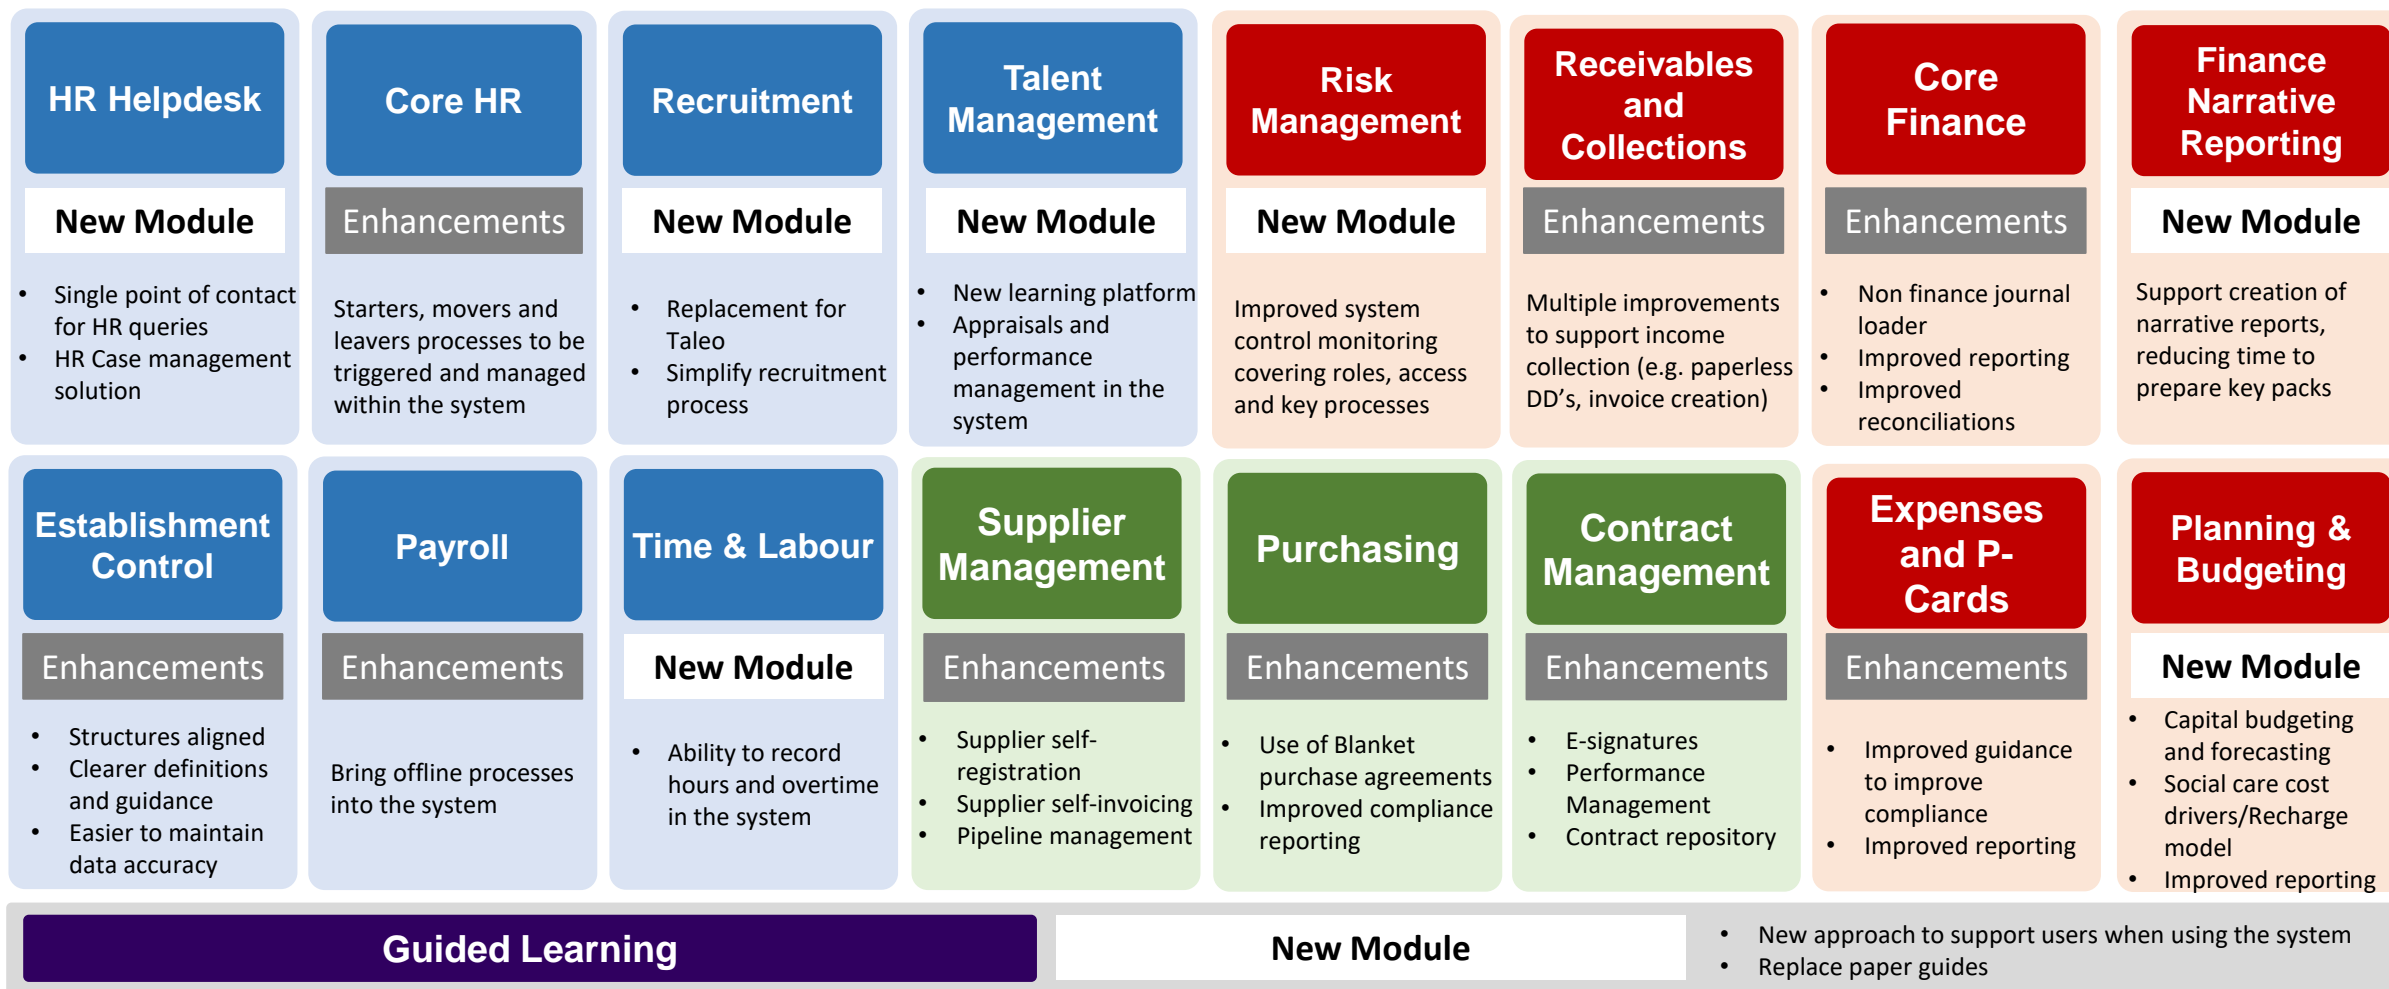 HR Helpdesk
New Module
• Single point of contact
for HR queries
• HR Case management
solution
Core HR
Enhancements
Starters, movers and
leavers processes to be
triggered and managed
within the system
Recruitment
New Module
• Replacement for
Taleo
• Simplify recruitment
process
Talent
Management
New Module
• New learning platform
• Appraisals and
performance
management in the
system
Risk
Management
New Module
Improved system
control monitoring
covering roles, access
and key processes
Receivables
and
Collections
Enhancements
Multiple improvements
to support income
collection (e.g. paperless
DD’s, invoice creation)
Core
Finance
Enhancements
• Non finance journal
loader
• Improved reporting
• Improved
reconciliations
Finance
Narrative
Reporting
New Module
Support creation of
narrative reports,
reducing time to
prepare key packs
Establishment
Control
Enhancements
• Structures aligned
• Clearer definitions
and guidance
• Easier to maintain
data accuracy
Payroll
Enhancements
Bring offline processes
into the system
Time & Labour
New Module
• Ability to record
hours and overtime
in the system
Supplier
Management
Enhancements
• Supplier self-
registration
• Supplier self-invoicing
• Pipeline management
Purchasing
Enhancements
• Use of Blanket
purchase agreements
• Improved compliance
reporting
Contract
Management
Enhancements
• E-signatures
• Performance
Management
• Contract repository
Expenses
and P-
Cards
Enhancements
• Improved guidance
to improve
compliance
• Improved reporting
Planning &
Budgeting
New Module
• Capital budgeting
and forecasting
• Social care cost
drivers/Recharge
model
• Improved reporting
Guided Learning
New Module
• New approach to support users when using the system
• Replace paper guides